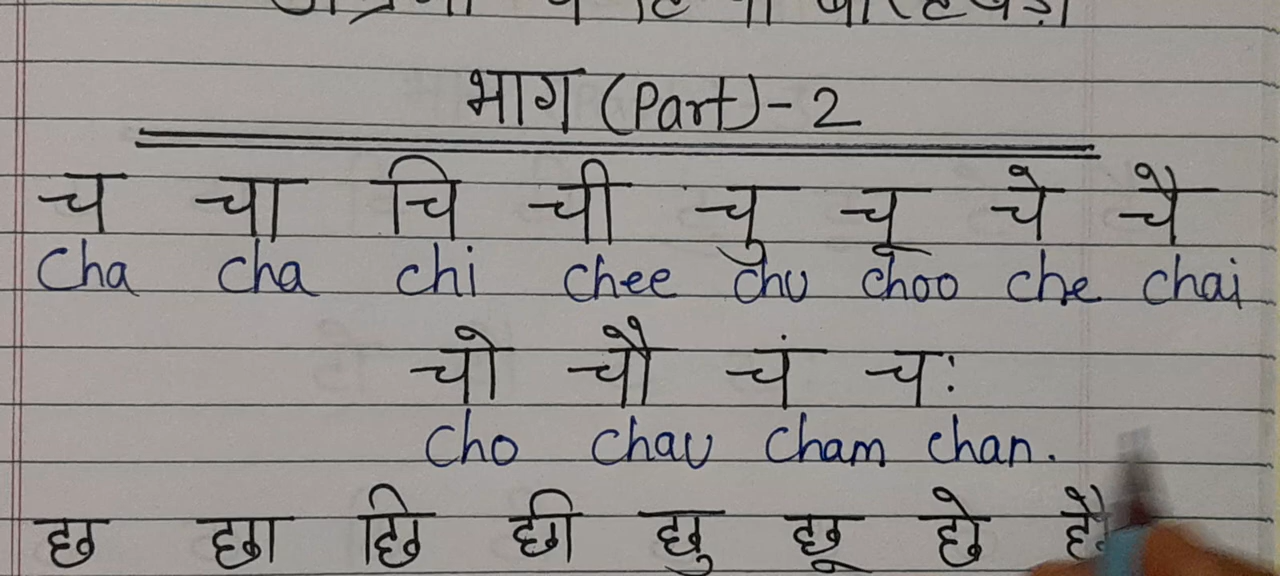 भाग (Part)-2
च चा चि ची चु चू चे चै
Cha cha chi chee chu choo che chai
चो चौ चं चः
Cho chau cham chan.
छ छा छि छी छु छू छे छै